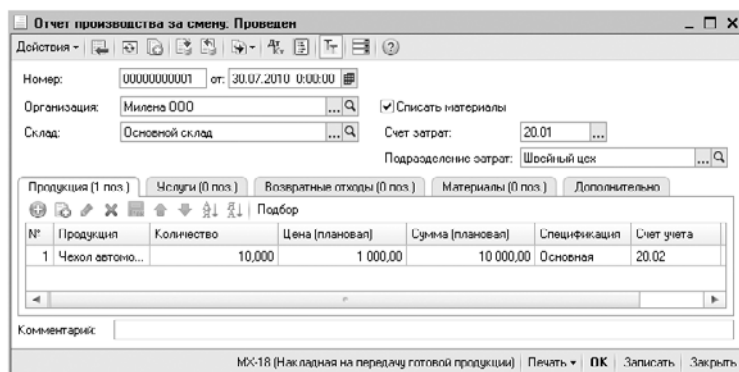 Отчет производства за смену. Проведен
Действия
Номер: 00000000001 от: 30.07.2010 0:00:00
Организация: Милена ООО ... Списать материалы
Склад: Основной склад ... Счет затрат: 20.01 ...
Подразделение затрат: Швейный цех ...
Продукция (1 поз.) Услуги (0 поз.) Возвратные отходы (0 поз.) Материалы (0 поз.) Дополнительно
Подбор
N° Продукция Количество Цена (плановая) Сумма (плановая) Спецификация Счет учета
1 Чехол автомо... 10,000 1 000,00 10 000,00 Основная 20.02
Комментарий:
МХ-18 (Накладная на передачу готовой продукции) Печать OK Записать Закрыть